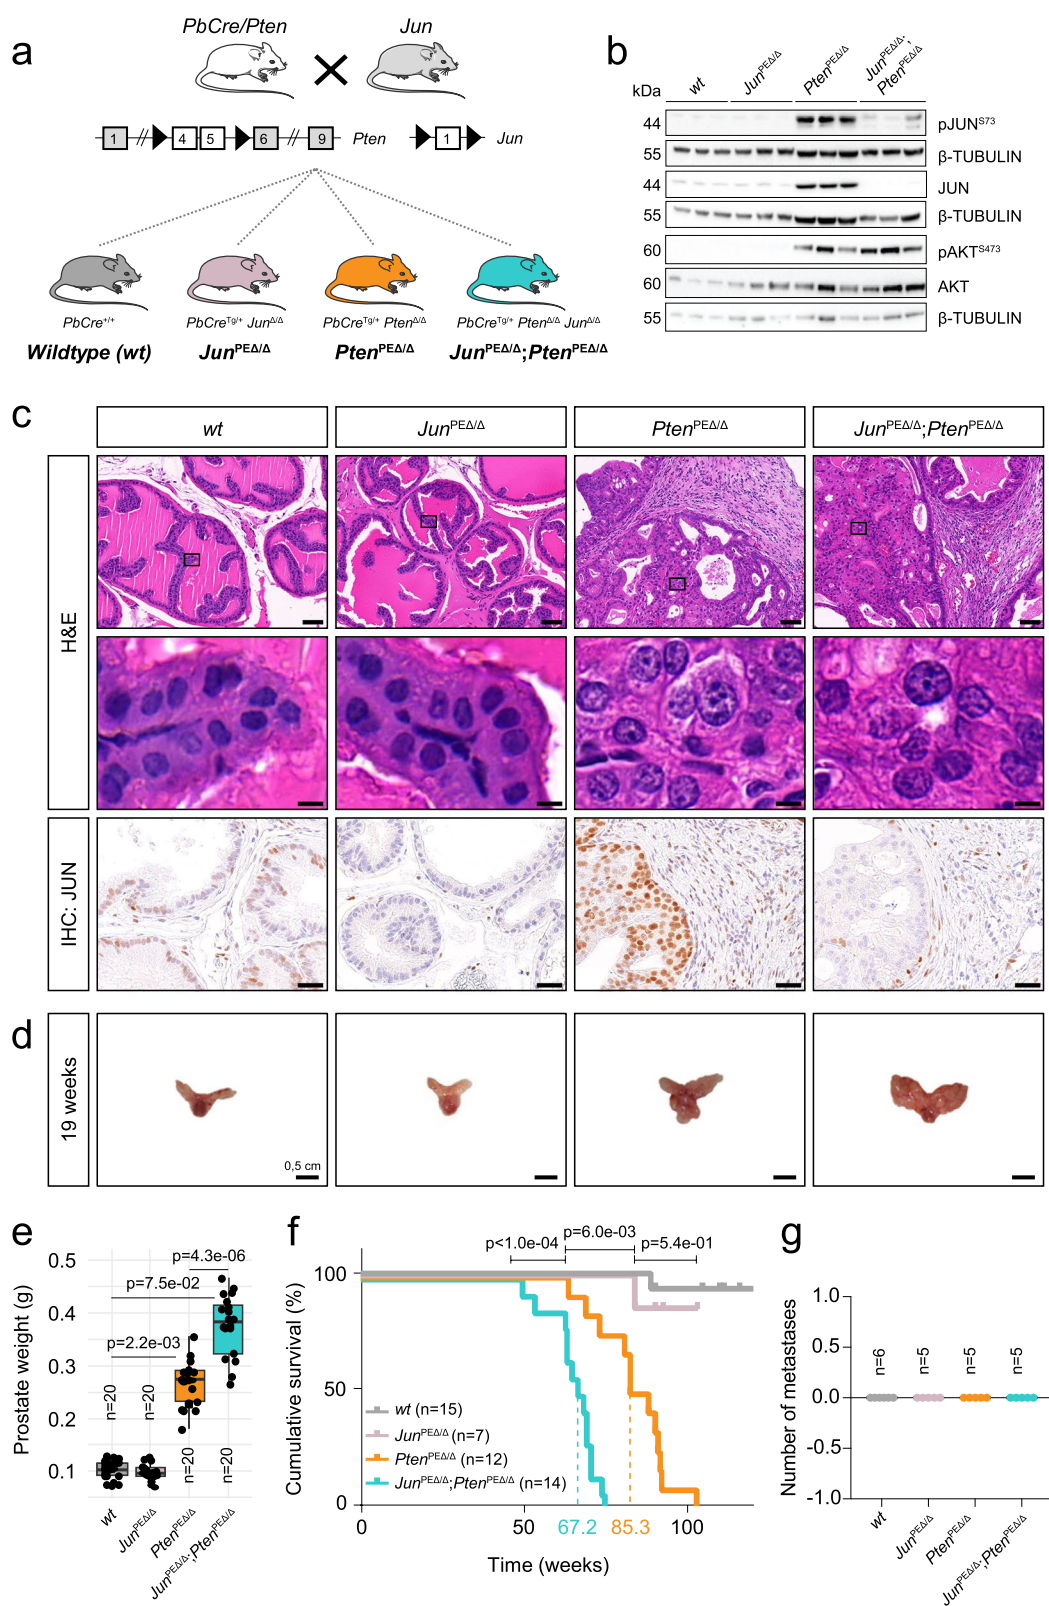 a
PbCre/Pten
Jun
1
4
5
6
9
Pten
1
Jun
PbCre+/+
PbCreTg/+ JunΔ/Δ
PbCreTg/+ PtenΔ/Δ
PbCreTg/+ PtenΔ/Δ JunΔ/Δ
Wildtype (wt)
JunPEΔ/Δ
PtenPEΔ/Δ
JunPEΔ/Δ;PtenPEΔ/Δ
b
kDa
wt
JunPEΔ/Δ
PtenPEΔ/Δ
JunPEΔ/Δ;
PtenPEΔ/Δ
44
pJUNS73
55
β-TUBULIN
44
JUN
55
β-TUBULIN
60
pAKTS473
60
AKT
55
β-TUBULIN
c
wt
JunPEΔ/Δ
PtenPEΔ/Δ
JunPEΔ/Δ;PtenPEΔ/Δ
H&E
IHC: JUN
d
19 weeks
0,5 cm
e
Prostate weight (g)
0.5
0.4
0.3
0.2
0.1
p=4.3e-06
p=7.5e-02
p=2.2e-03
n=20
n=20
n=20
n=20
wt
JunPEΔ/Δ
PtenPEΔ/Δ
JunPEΔ/Δ;PtenPEΔ/Δ
f
Cumulative survival (%)
p<1.0e-04
p=6.0e-03
p=5.4e-01
100
50
0
wt (n=15)
JunPEΔ/Δ (n=7)
PtenPEΔ/Δ (n=12)
JunPEΔ/Δ;PtenPEΔ/Δ (n=14)
0
50
67.2
85.3
100
Time (weeks)
g
Number of metastases
1.0
0.5
0.0
-0.5
-1.0
n=6
n=5
n=5
n=5
wt
JunPEΔ/Δ
PtenPEΔ/Δ
JunPEΔ/Δ;PtenPEΔ/Δ